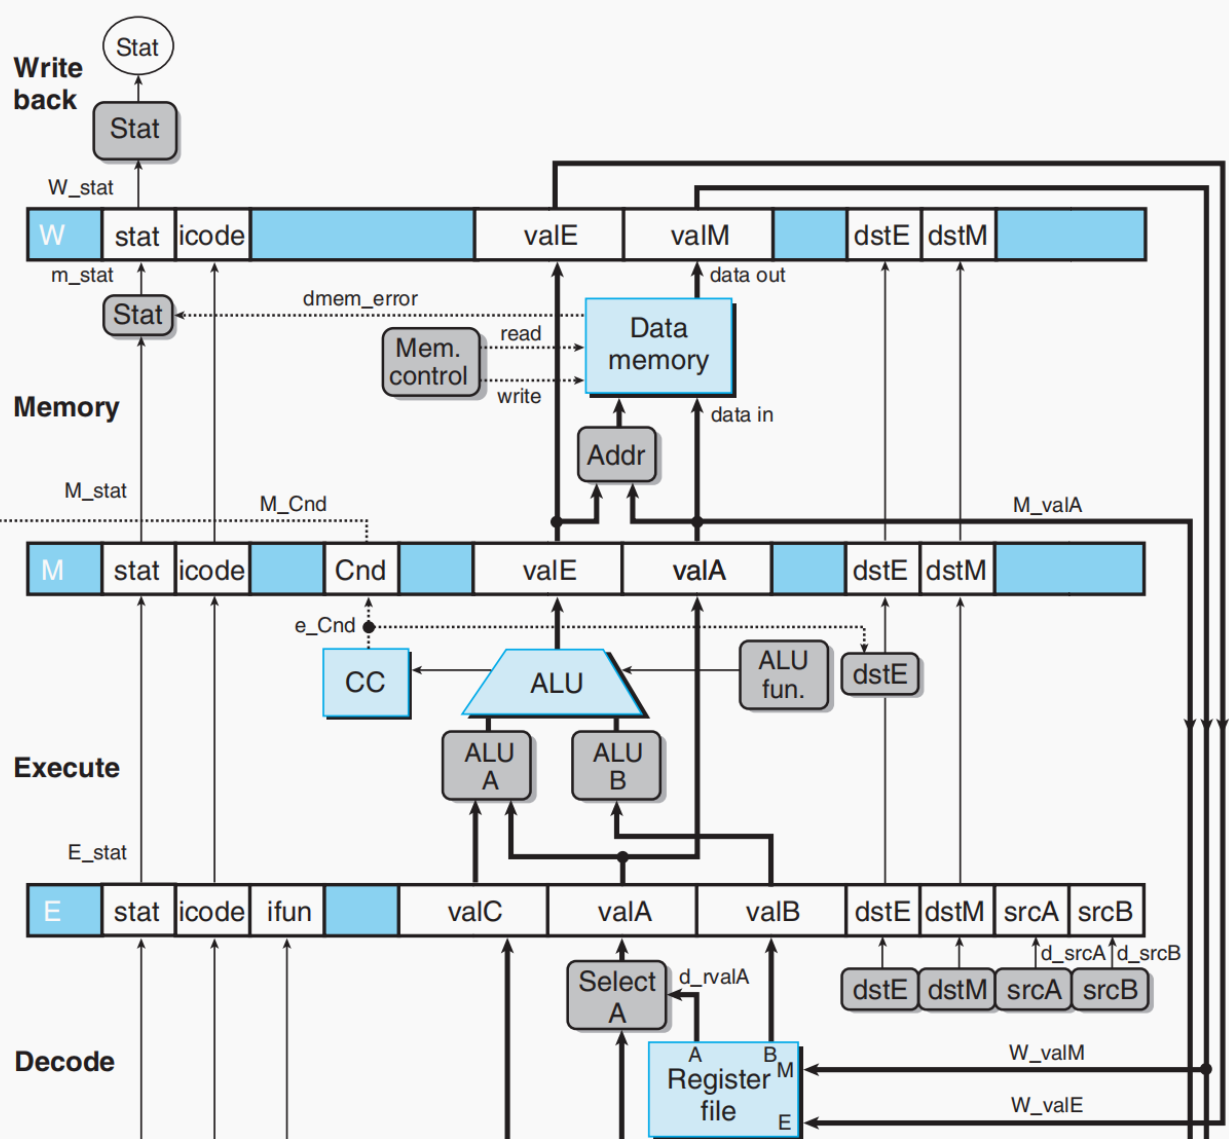 Stat
Write
back
Stat
W_stat
W
stat
icode
valE
valM
dstE
dstM
m_stat
data out
Stat
dmem_error
Data
memory
read
Mem.
control
write
Memory
data in
Addr
M_stat
M_Cnd
M_valA
M
stat
icode
Cnd
valE
valA
dstE
dstM
e_Cnd
CC
ALU
ALU
fun.
dstE
ALU
A
ALU
B
Execute
E_stat
E
stat
icode
ifun
valC
valA
valB
dstE
dstM
srcA
srcB
d_srcA
d_srcB
Select
A
d_rvalA
dstE
dstM
srcA
srcB
Decode
A
B
M
Register
file
E
W_valM
W_valE